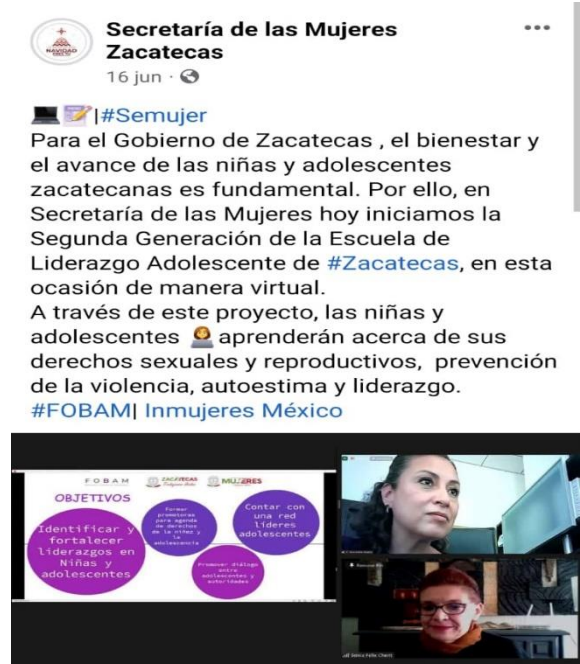 Secretaría de las Mujeres
Zacatecas
16 jun
NAVIDAD
|#Semujer
Para el Gobierno de Zacatecas , el bienestar y
el avance de las niñas y adolescentes
zacatecanas es fundamental. Por ello, en
Secretaría de las Mujeres hoy iniciamos la
Segunda Generación de la Escuela de
Liderazgo Adolescente de #Zacatecas, en esta
ocasión de manera virtual.
A través de este proyecto, las niñas y
adolescentes aprenderán acerca de sus
derechos sexuales y reproductivos, prevención
de la violencia, autoestima y liderazgo.
#FOBAM| Inmujeres México
FOBAM
ZACATECAS
MUJERES
OBJETIVOS
Identificar y
fortalecer
liderazgos en
Niñas y
adolescentes
Formar
promotoras
para agenda
de derechos
de la niñez y
la
adolescencia
Contar con
una red
líderes
adolescentes
Promover diálogo
entre
adolescentes y
autoridades